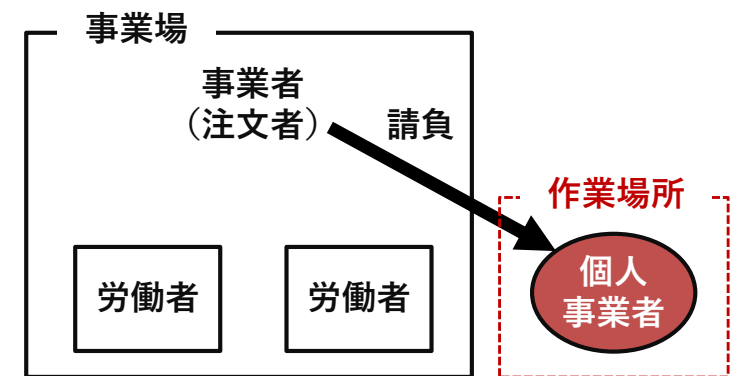 事業場
事業者
（注文者）
請負
作業場所
個人
事業者
労働者
労働者